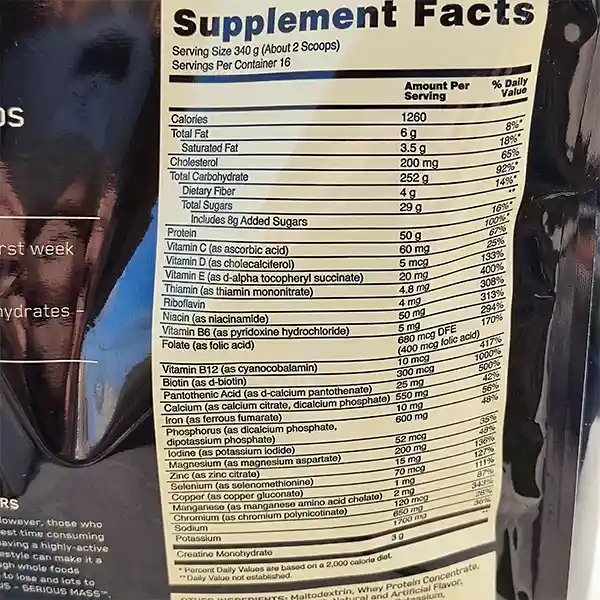 Supplement Facts
Serving Size 340 g (About 2 Scoops)
Servings Per Container 16
Amount Per Serving % Daily Value
Calories 1260
Total Fat 6 g 8%*
Saturated Fat 3.5 g 18%*
Cholesterol 200 mg 65%
Total Carbohydrate 252 g 92%*
Dietary Fiber 4 g 14%*
Total Sugars 29 g **
Includes 8g Added Sugars 16%*
Protein 50 g 100%*
Vitamin C (as ascorbic acid) 60 mg 67%
Vitamin D (as cholecalciferol) 5 mcg 25%
Vitamin E (as d-alpha tocopheryl succinate) 20 mg 133%
Thiamin (as thiamin mononitrate) 4.8 mg 400%
Riboflavin 4 mg 308%
Niacin (as niacinamide) 50 mg 313%
Vitamin B6 (as pyridoxine hydrochloride) 5 mg 294%
Folate (as folic acid) 680 mcg DFE 170%
(400 mcg folic acid)
Vitamin B12 (as cyanocobalamin) 10 mcg 417%
Biotin (as d-biotin) 300 mcg 1000%
Pantothenic Acid (as d-calcium pantothenate) 25 mg 500%
Calcium (as calcium citrate, dicalcium phosphate) 550 mg 42%
Iron (as ferrous fumarate) 10 mg 56%
Phosphorus (as dicalcium phosphate, 600 mg 48%
dipotassium phosphate)
Iodine (as potassium iodide) 52 mcg 35%
Magnesium (as magnesium aspartate) 200 mg 48%
Zinc (as zinc citrate) 15 mg 136%
Selenium (as selenomethionine) 70 mcg 127%
Copper (as copper gluconate) 1 mg 111%
Manganese (as manganese amino acid chelate) 2 mg 87%
Chromium (as chromium polynicotinate) 120 mcg 343%
Sodium 650 mg 28%
Potassium 1700 mg 36%
Creatine Monohydrate 3 g **
* Percent Daily Values are based on a 2,000 calorie diet.
** Daily Value not established.
OTHER INGREDIENTS: Maltodextrin, Whey Protein Concentrate,
Natural and Artificial Flavor,
Potassium,
DS
rst week
ydrates –
RS
owever, those who
est time consuming
aving a highly-active
estyle can make it a
gh whole foods
to lose and lots to
US - SERIOUS MASS™.